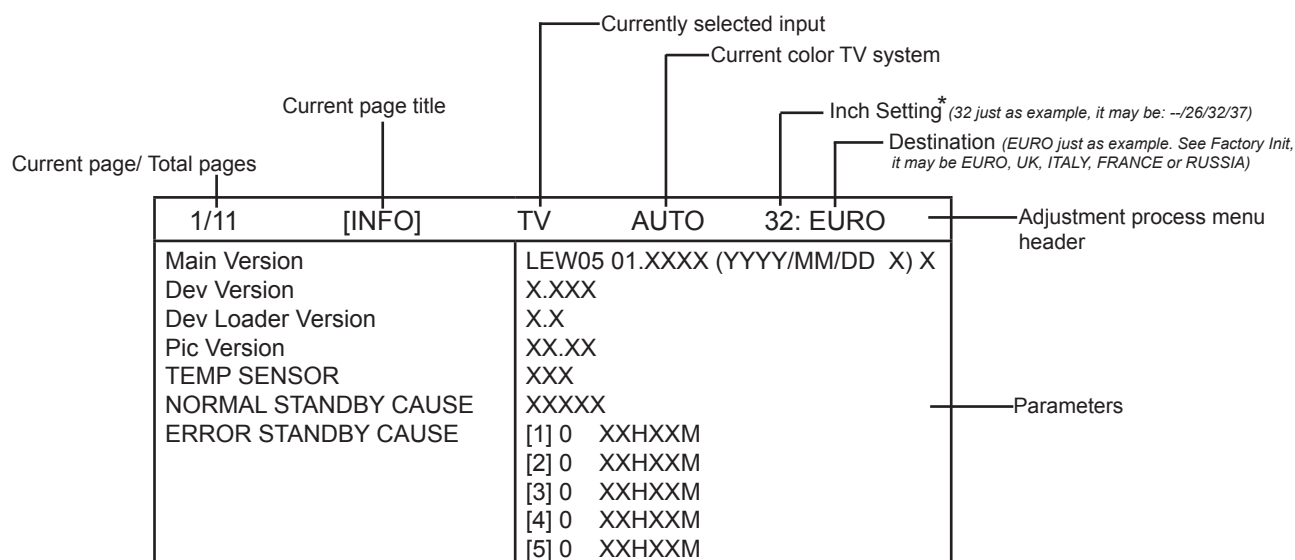 Currently selected input
Current color TV system
Current page title
Inch Setting* (32 just as example, it may be: --/26/32/37)
Destination (EURO just as example. See Factory Init,
it may be EURO, UK, ITALY, FRANCE or RUSSIA)
Current page/ Total pages
1/11 [INFO] TV AUTO 32: EURO
Adjustment process menu
header
Main Version LEW05 01.XXXX (YYYY/MM/DD X) X
Dev Version X.XXX
Dev Loader Version X.X
Pic Version XX.XX
TEMP SENSOR XXX
NORMAL STANDBY CAUSE XXXXX
Parameters
ERROR STANDBY CAUSE [1] 0 XXHXXM
[2] 0 XXHXXM
[3] 0 XXHXXM
[4] 0 XXHXXM
[5] 0 XXHXXM